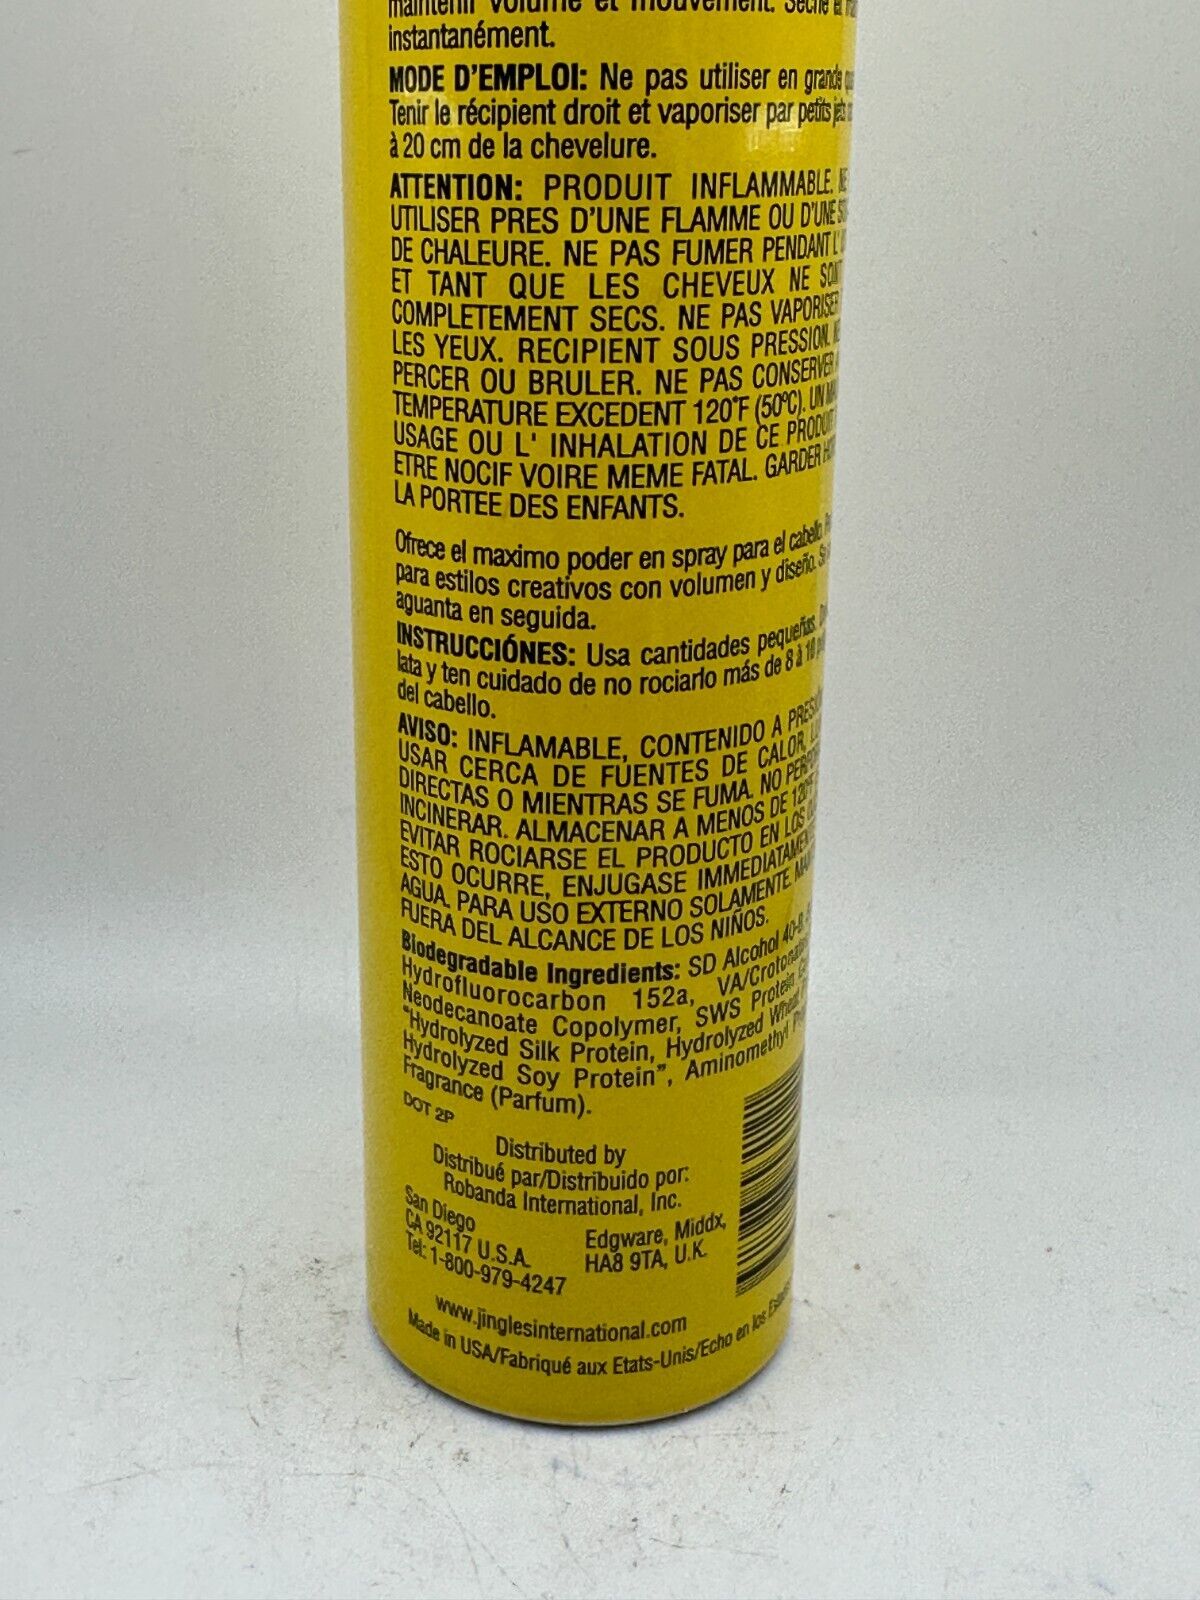 maintenir volume et mouvement. Seche et
instantanément.
MODE D'EMPLOI: Ne pas utiliser en grande
Tenir le récipient droit et vaporiser par petits jets
à 20 cm de la chevelure.
ATTENTION: PRODUIT INFLAMMABLE. NE
UTILISER PRES D'UNE FLAMME OU D'UNE
DE CHALEURE. NE PAS FUMER PENDANT L'
ET TANT QUE LES CHEVEUX NE SONT
COMPLETEMENT SECS. NE PAS VAPORISER
LES YEUX. RECIPIENT SOUS PRESSION. NE
PERCER OU BRULER. NE PAS CONSERVER
TEMPERATURE EXCEDENT 120°F (50°C). UN
USAGE OU L' INHALATION DE CE PRODUIT
ETRE NOCIF VOIRE MEME FATAL. GARDER
LA PORTEE DES ENFANTS.
Ofrece el maximo poder en spray para el cabello.
para estilos creativos con volumen y diseño.
aguanta en seguida.
INSTRUCCIÓNES: Usa cantidades pequeñas.
lata y ten cuidado de no rociarlo más de 8 à 10
del cabello.
AVISO: INFLAMABLE, CONTENIDO A
USAR CERCA DE FUENTES DE CALOR,
DIRECTAS O MIENTRAS SE FUMA. NO
INCINERAR. ALMACENAR A MENOS DE 120°F
EVITAR ROCIARSE EL PRODUCTO EN LOS
ESTO OCURRE, ENJUGASE
AGUA. PARA USO EXTERNO SOLAMENTE.
FUERA DEL ALCANCE DE LOS NIÑOS.
Biodegradable Ingredients: SD Alcohol 40-B,
Hydrofluorocarbon 152a,
Neodecanoate Copolymer, SWS Protein
"Hydrolyzed Silk Protein, Hydrolyzed Wheat
Hydrolyzed Soy Protein", Aminomethyl
Fragrance (Parfum).
DOT 2P
Distributed by
Distribué par/Distribuido por:
Robanda International, Inc.
San Diego
CA 92117 U.S.A.
Tel: 1-800-979-4247
Edgware, Middx,
HA8 9TA, U.K.
www.jinglesinternational.com
Made in USA/Fabriqué aux Etats-Unis/Echo en los